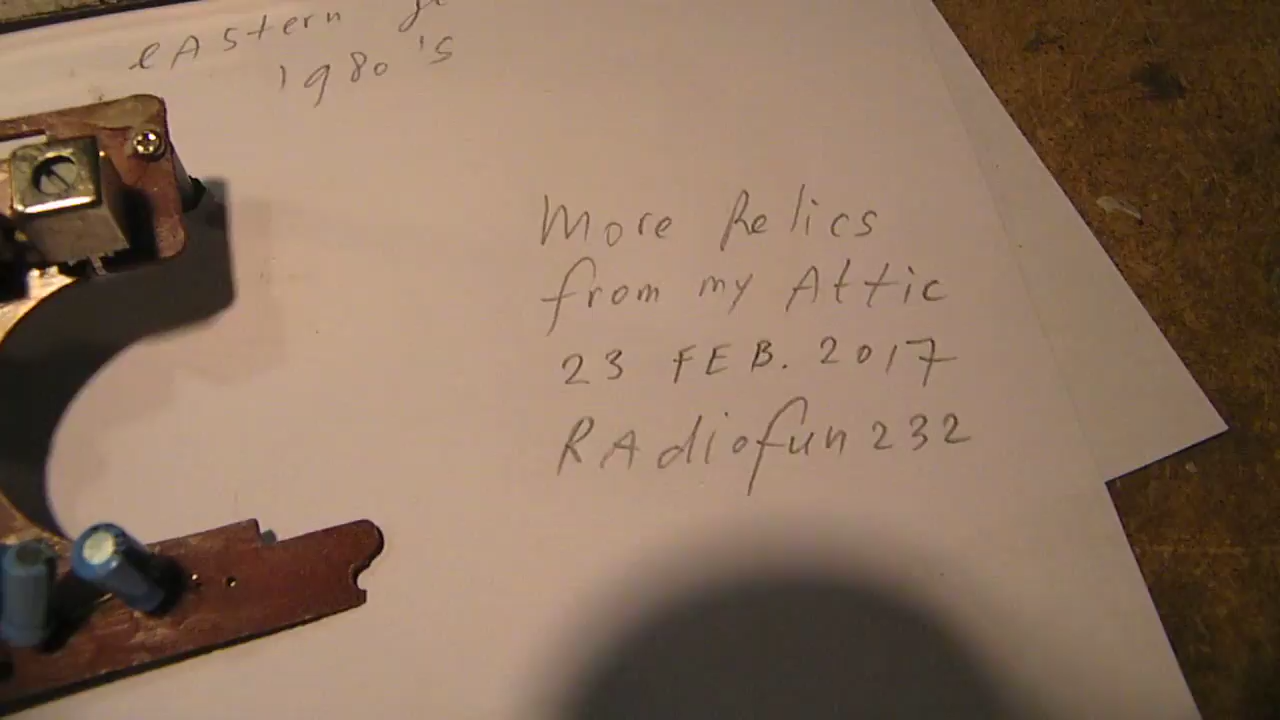 eAstern
1980's
More Relics
from my Attic
23 FEB. 2017
RAdiofun232